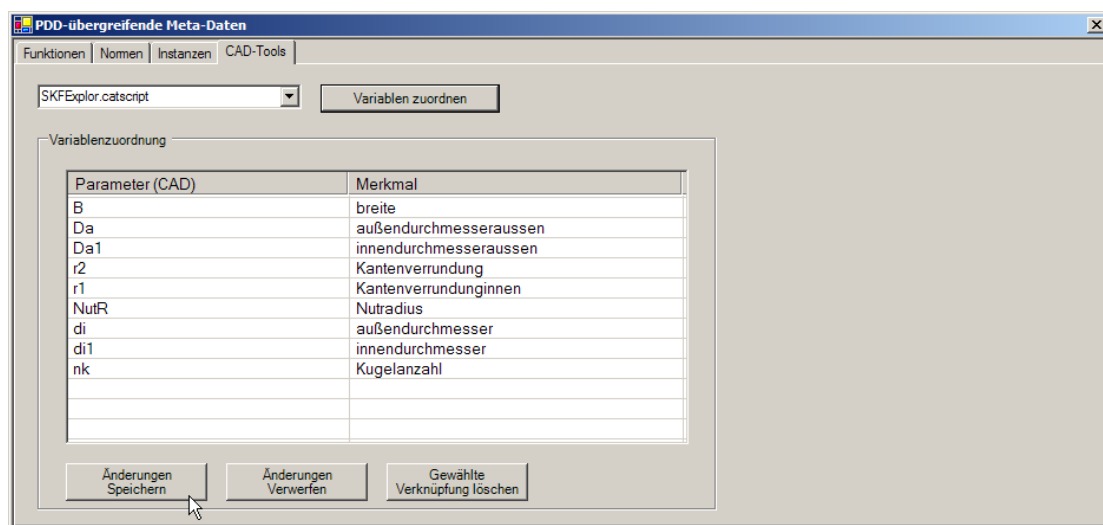 PDD-übergreifende Meta-Daten
Funktionen Normen Instanzen CAD-Tools
SKFExplor.catscript Variablen zuordnen
Variablenzuordnung
Parameter (CAD) Merkmal
B breite
Da außendurchmesseraussen
Da1 innendurchmesseraussen
r2 Kantenverrundung
r1 Kantenverrundunginnen
NutR Nutradius
di außendurchmesser
di1 innendurchmesser
nk Kugelanzahl
Änderungen Änderungen Gewählte
Speichern Verwerfen Verknüpfung löschen